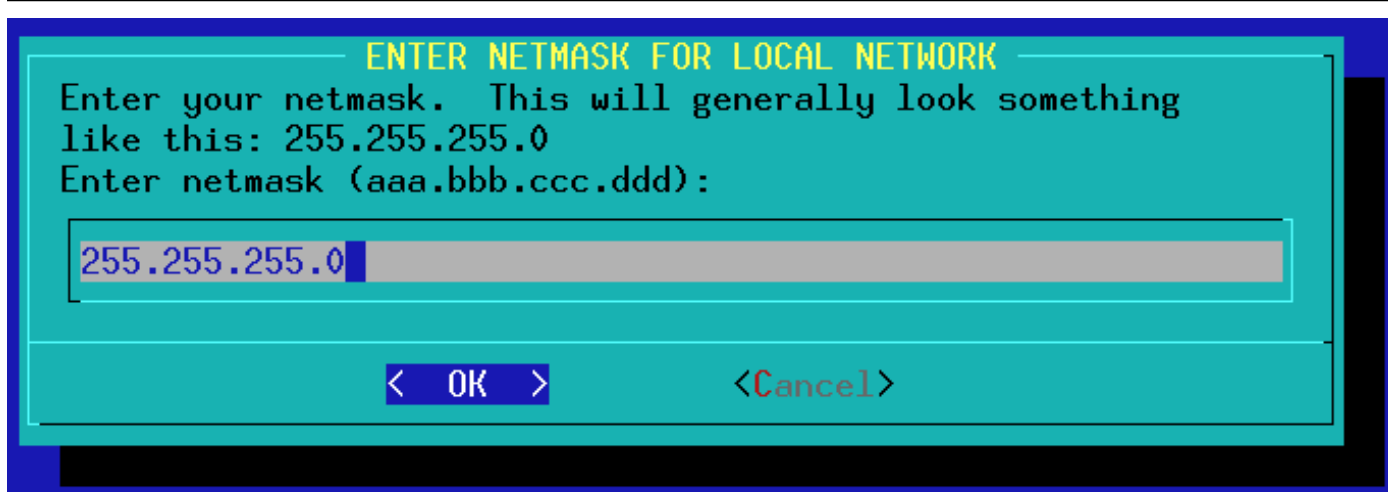 ENTER NETMASK FOR LOCAL NETWORK
Enter your netmask.  This will generally look something
like this: 255.255.255.0
Enter netmask (aaa.bbb.ccc.ddd):
255.255.255.0
<  OK  > <Cancel>